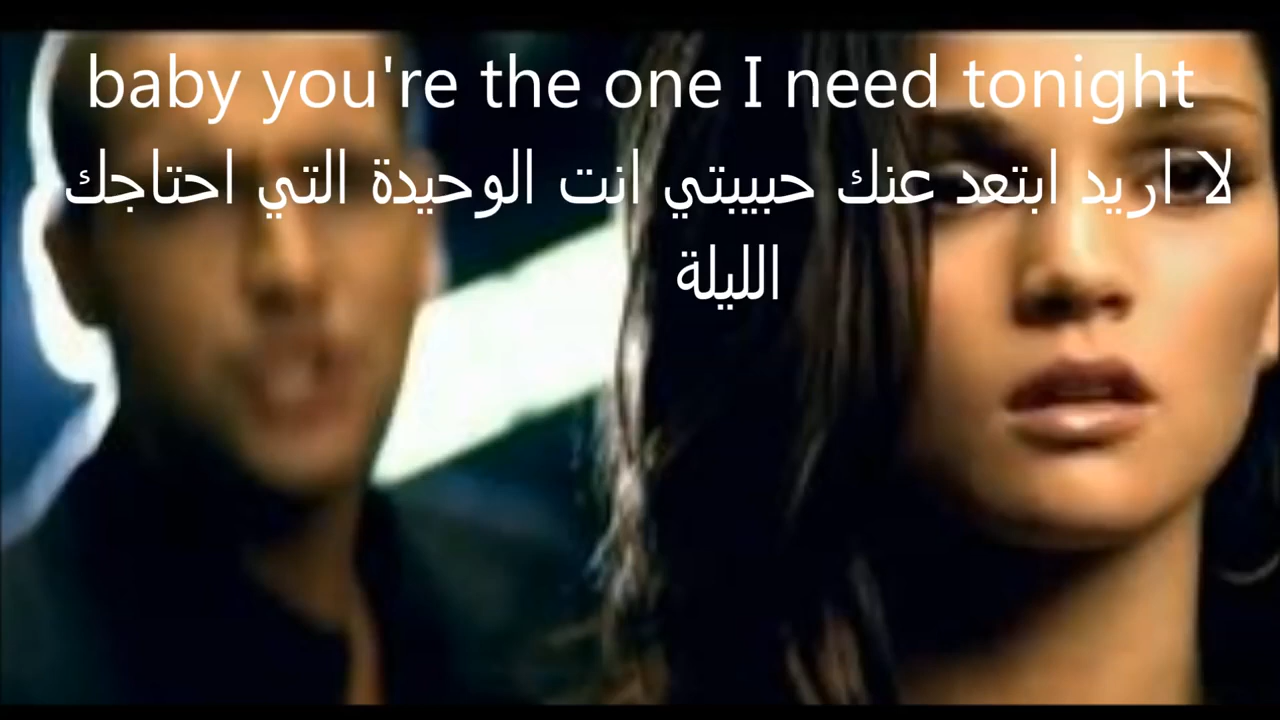 baby you're the one I need tonight
لا اريد ابتعد عنك حبيبتي انت الوحيدة التي احتاجك
الليلة